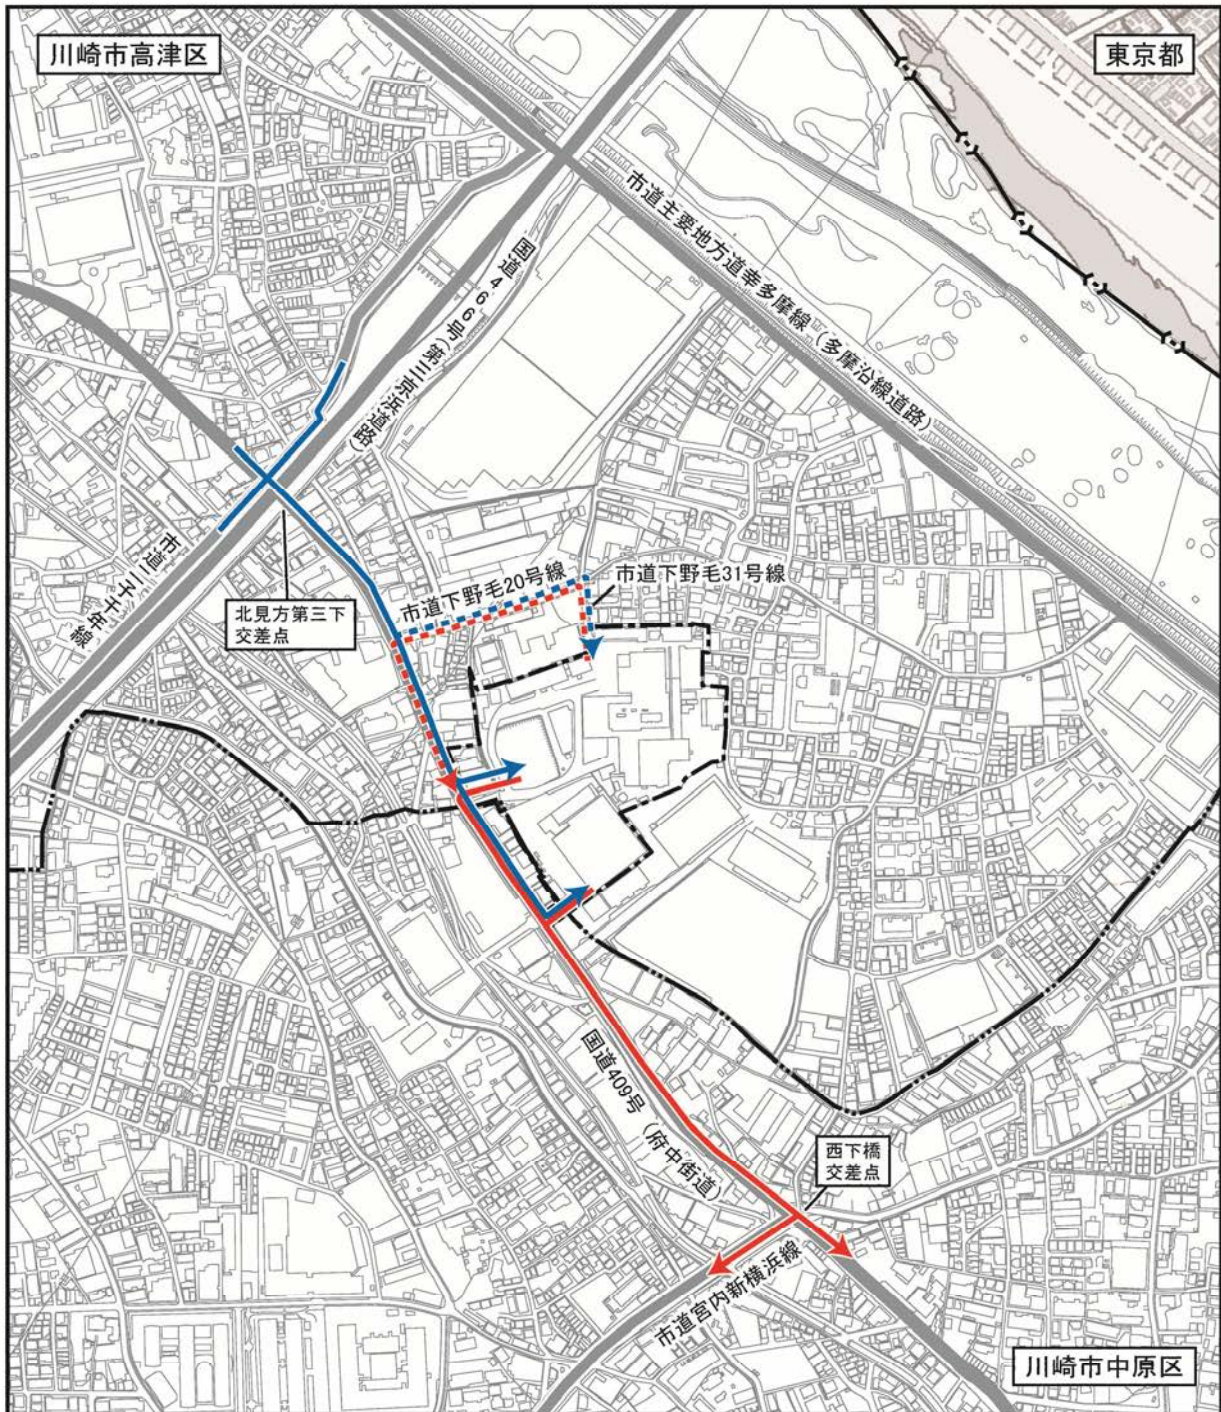 川崎市高津区
東京都
市道主要地方道幸多摩線（多摩沿線道路）
国道466号（第三京浜道路）
市道二子千年線
北見方第三下
交差点
市道下野毛20号線
市道下野毛31号線
国道409号（府中街道）
西下橋
交差点
市道宮内新横浜線
川崎市中原区